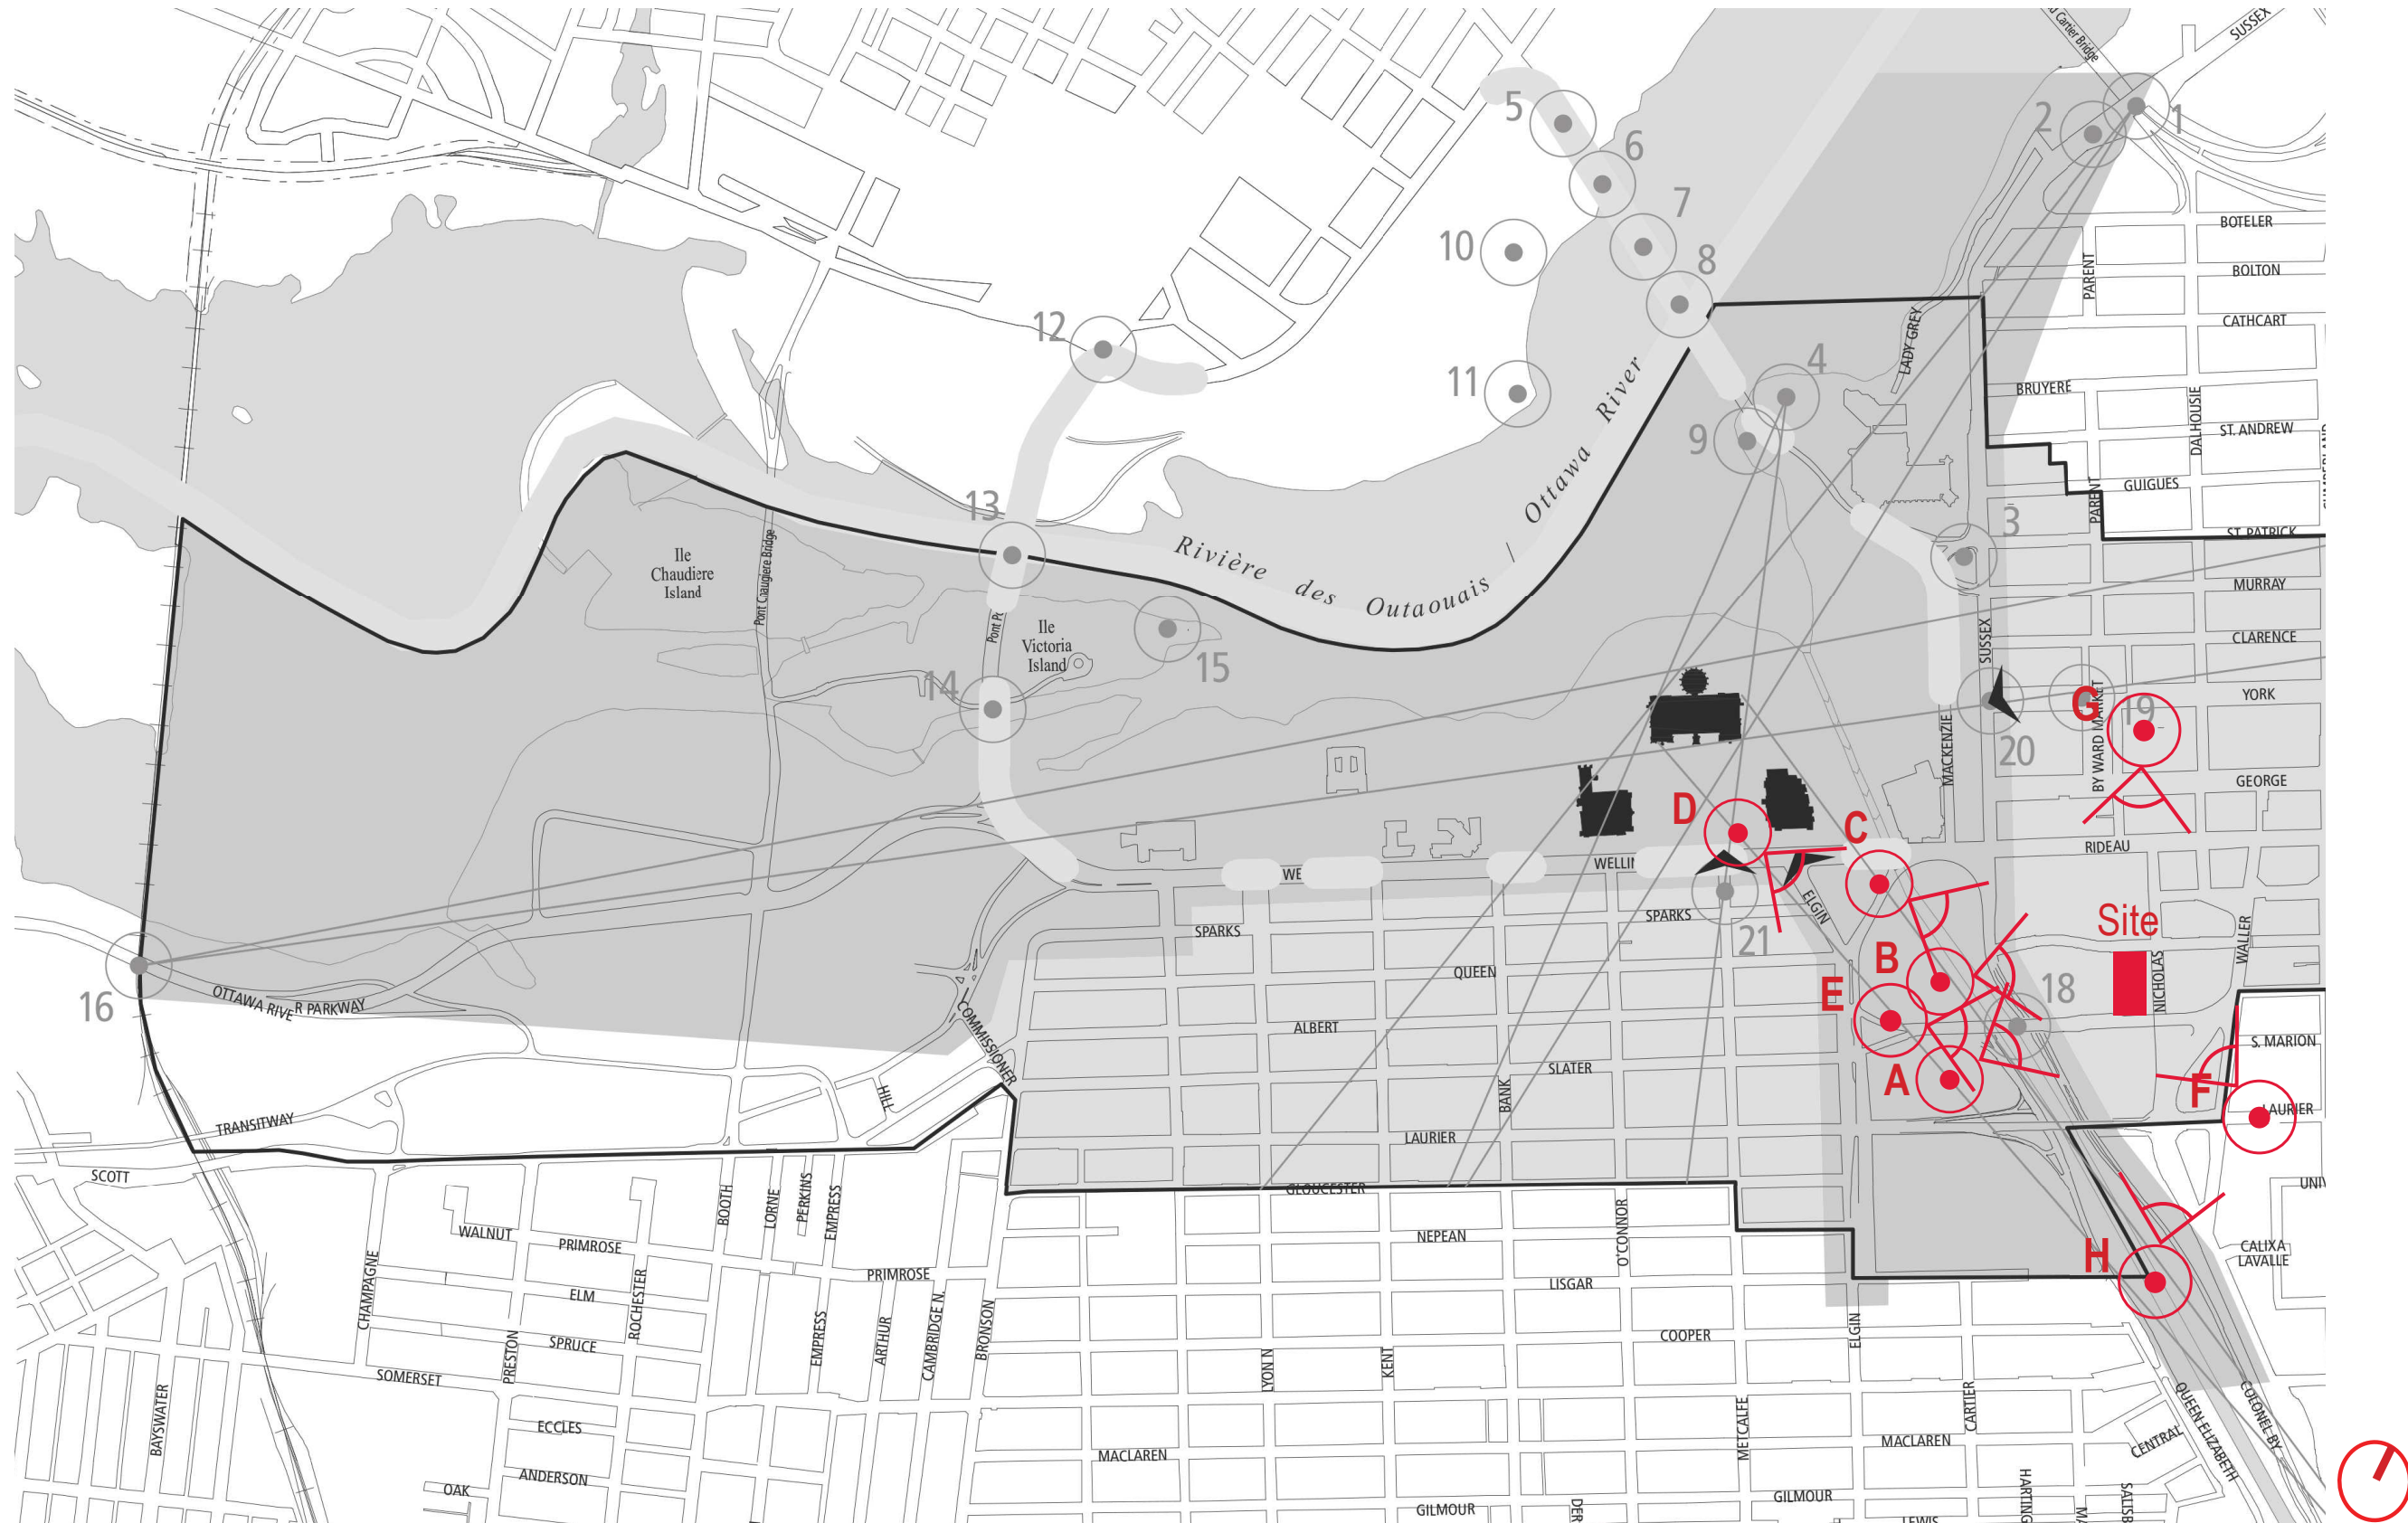 Cartier Bridge
SUSSEX
1
2
5
6
7
8
10
BOTELER
PARENT
BOLTON
CATHCART
LADY GREY
12
11
4
9
BRUYERE
DALHOUSIE
ST. ANDREW
GUIGUES
PARENT
ST. PATRICK
Rivière des Outaouais / Ottawa River
13
3
Ile
Chaudiere
Island
Pont Chaugiere Bridge
MURRAY
Ile
Victoria
Island
15
14
SUSSEX
CLARENCE
YORK
G
19
20
BY WARD MARKET
MACKENZIE
GEORGE
D
C
RIDEAU
WE
ELGIN
SPARKS
SPARKS
21
Site
WALLER
NICHOLAS
QUEEN
B
E
18
16
OTTAWA RIVE
R PARKWAY
ALBERT
COMMISSIONER
S. MARION
HILL
SLATER
BANK
A
F
LAURIER
TRANSITWAY
LAURIER
SCOTT
GLOUCESTER
BOOTH
LORNE
PERKINS
EMPRESS
WALNUT
PRIMROSE
NEPEAN
O'CONNOR
H
CALIXA
LAVALLE
CHAMPAGNE
ROCHESTER
ELM
PRIMROSE
LISGAR
EMPRESS
ARTHUR
CAMBRIDGE N.
BRONSON
COOPER
ELGIN
SPRUCE
PRESTON
SOMERSET
LYON N
KENT
BAYSWATER
ECCLES
METCALFE
CARTIER
QUEEN ELIZABETH
COLONEL BY
MACLAREN
MACLAREN
CENTRAL
ANDERSON
OAK
GILMOUR
GILMOUR
LEWIS